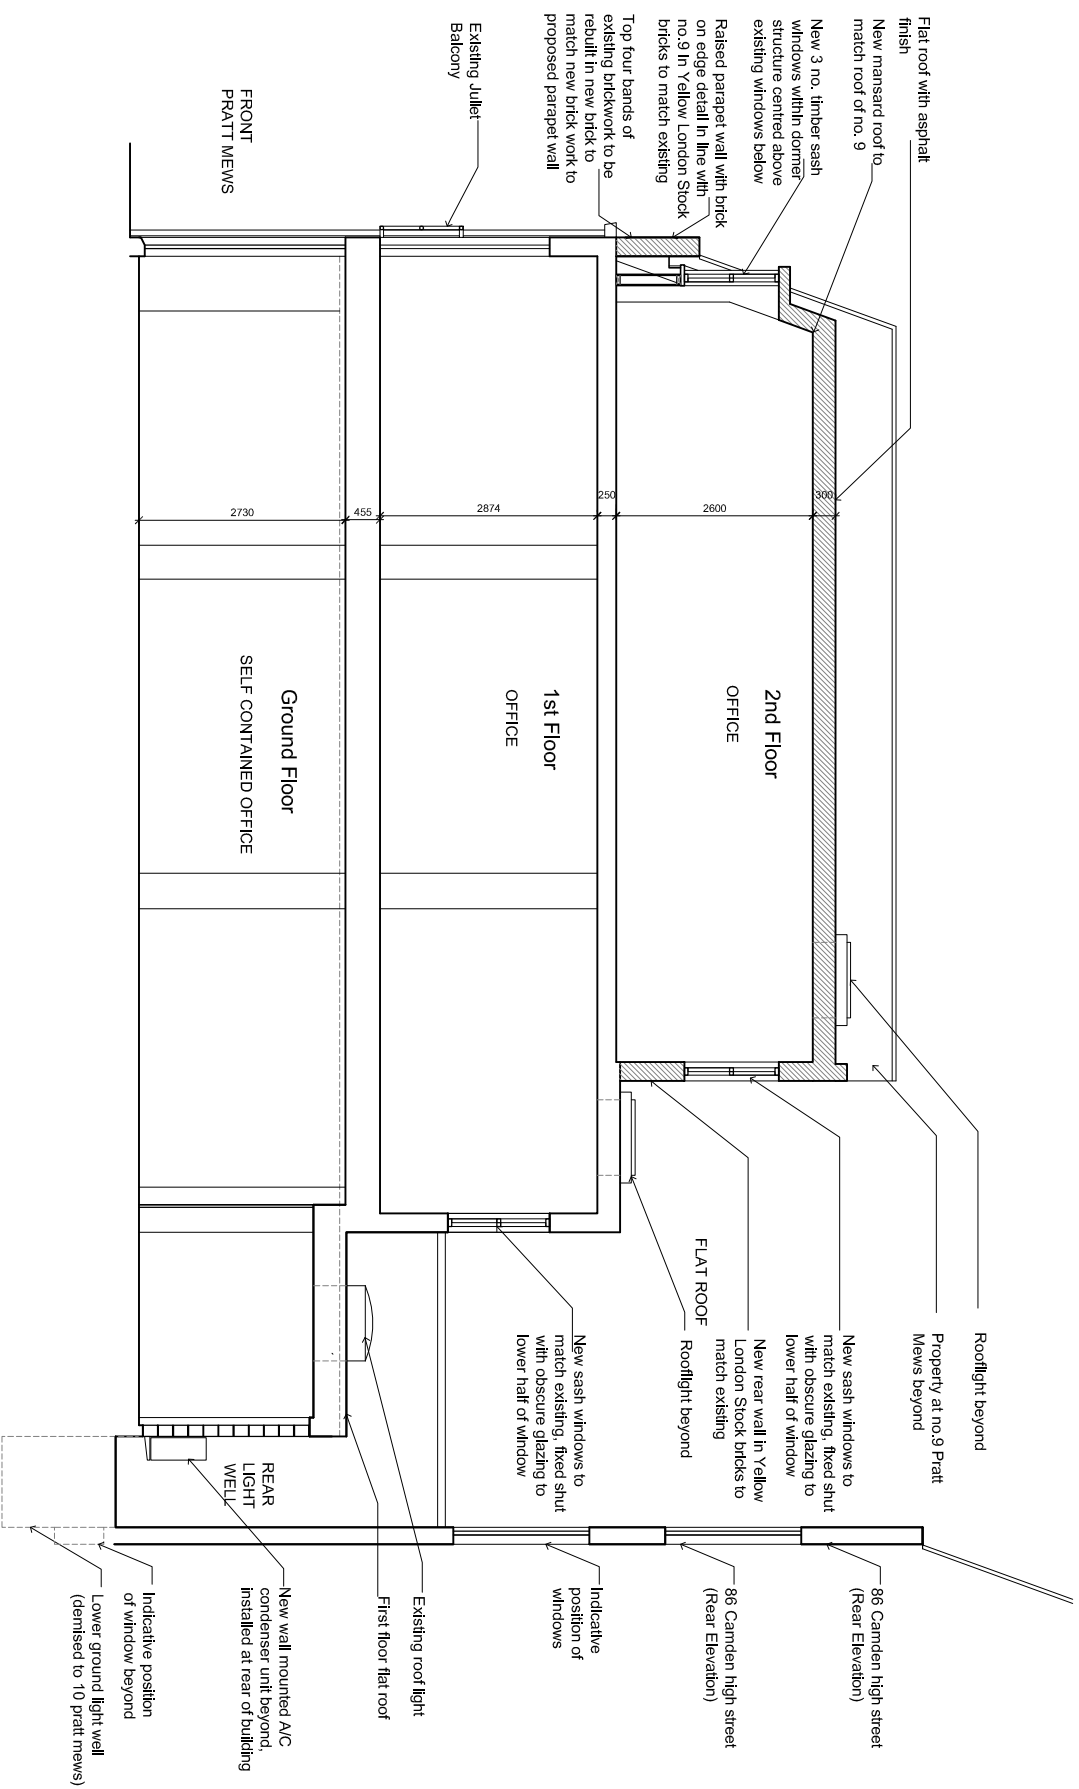 Flat roof with asphalt
finish
New mansard roof to
match roof of no. 9
New 3 no. timber sash
windows within dormer
structure centred above
existing windows below
Raised parapet wall with brick
on edge detail in line with
no.9 in Yellow London Stock
bricks to match existing
Top four bands of
existing brickwork to be
rebuilt in new brick to
match new brick work to
proposed parapet wall
Existing Juliet
Balcony
FRONT
PRATT MEWS
300
2600
250
2874
455
2730
2nd Floor
OFFICE
1st Floor
OFFICE
Ground Floor
SELF CONTAINED OFFICE
Rooflight beyond
Property at no.9 Pratt
Mews beyond
New sash windows to
match existing, fixed shut
with obscure glazing to
lower half of window
New rear wall in Yellow
London Stock bricks to
match existing
FLAT ROOF
Rooflight beyond
New sash windows to
match existing, fixed shut
with obscure glazing to
lower half of window
REAR
LIGHT
WELL
86 Camden high street
(Rear Elevation)
86 Camden high street
(Rear Elevation)
Indicative
position of
windows
Existing roof light
First floor flat roof
New wall mounted A/C
condenser unit beyond,
installed at rear of building
Indicative position
of window beyond
Lower ground light well
(demised to 10 pratt mews)